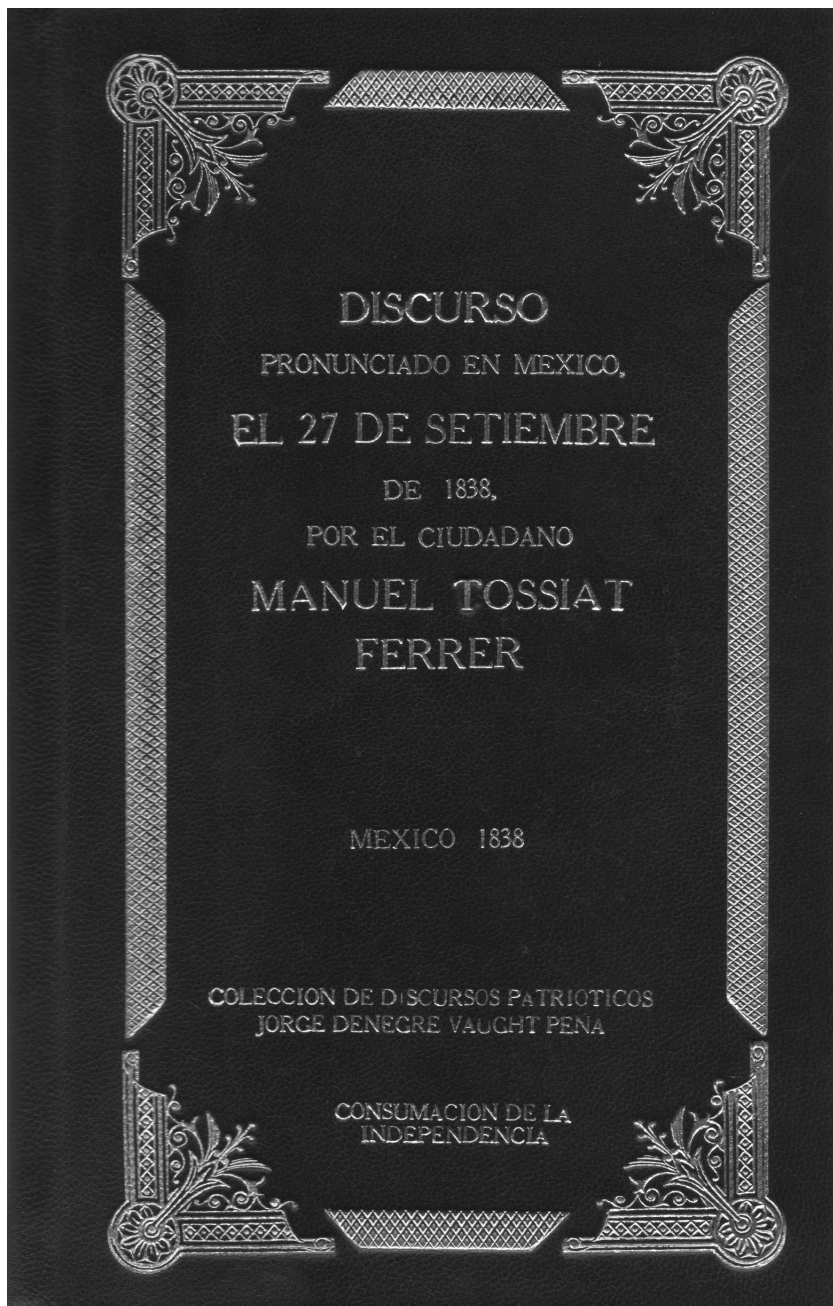 DISCURSO
PRONUNCIADO EN MEXICO,
EL 27 DE SETIEMBRE
DE 1838,
POR EL CIUDADANO
MANUEL TOSSIAT
FERRER
MEXICO 1838
COLECCION DE DISCURSOS PATRIOTICOS
JORGE DENEGRE VAUGHT PEÑA
CONSUMACION DE LA
INDEPENDENCIA